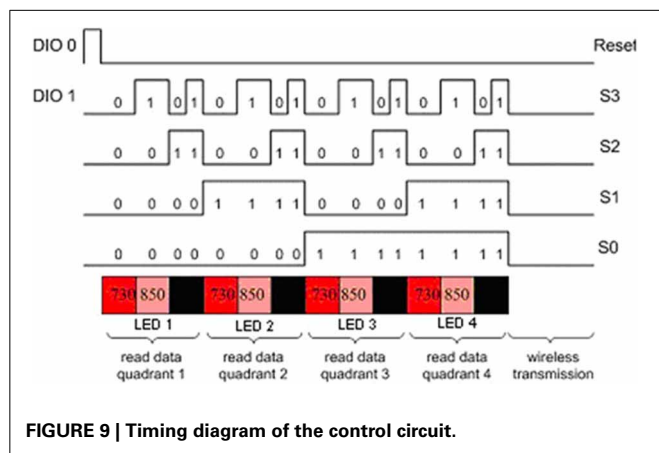 DIO 0 Reset
DIO 1 0 1 0 1 0 1 0 1 0 1 0 1 0 1 0 1 S3
0 0 1 1 0 0 1 1 0 0 1 1 0 0 1 1 S2
0 0 0 0 1 1 1 1 0 0 0 0 1 1 1 1 S1
0 0 0 0 0 0 0 0 1 1 1 1 1 1 1 1 S0
730 850 730 850 730 850 730 850
LED 1 LED 2 LED 3 LED 4
read data read data read data read data wireless
quadrant 1 quadrant 2 quadrant 3 quadrant 4 transmission
FIGURE 9 | Timing diagram of the control circuit.